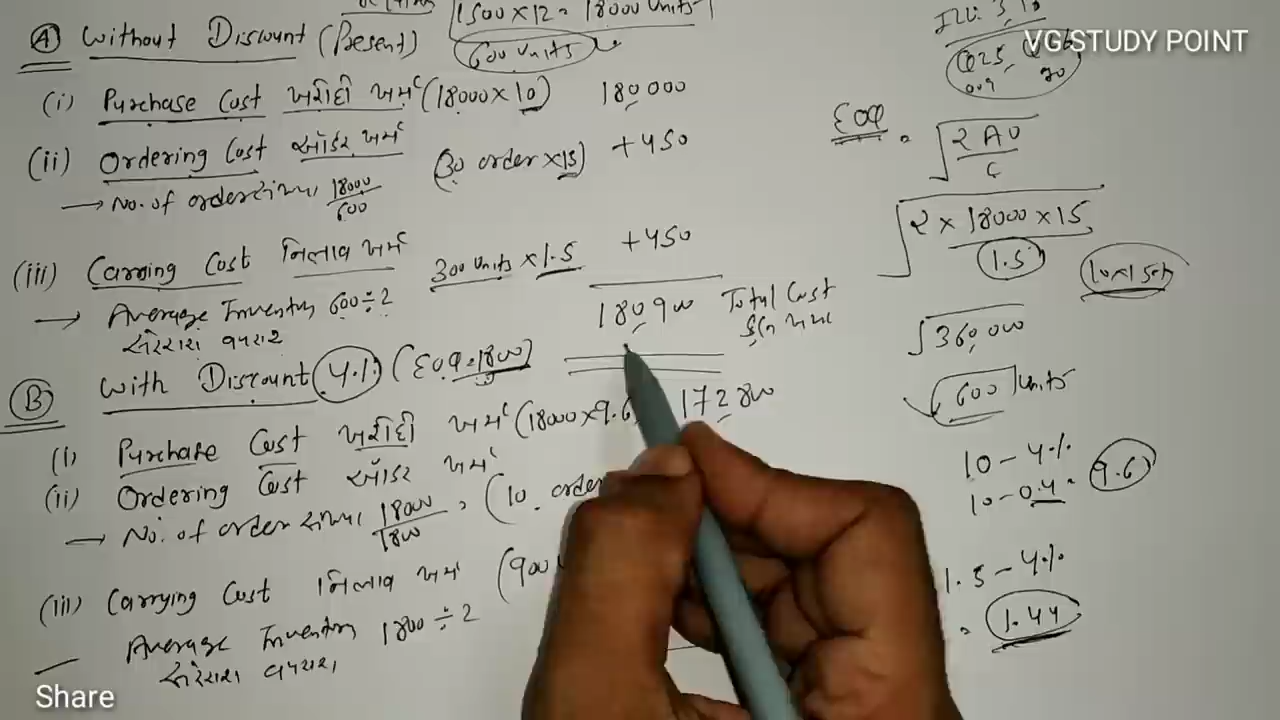 1500 × 12 = 18000 Units
VGSTUDY POINT
(A) Without Discount (Present) 600 Units
(i) Purchase Cost ખરીદી ખર્ચ (18000 × 10) 180000
(ii) Ordering Cost ઓર્ડર ખર્ચ (30 order × 15) + 450
→ No. of order સંખ્યા 18000/600
(iii) Carrying Cost નિભાવ ખર્ચ 300 Units × 1.5 + 450
→ Average Inventory 600 ÷ 2
સરેરાશ વપરાશ
180900 Total Cost
કુલ ખર્ચ
(B) With Discount 4% (EOQ = 1800)
(i) Purchase Cost ખરીદી ખર્ચ (18000 × 9.6 172800
(ii) Ordering Cost ઓર્ડર ખર્ચ
→ No. of order સંખ્યા 18000/1800 = (10 order
(iii) Carrying Cost નિભાવ ખર્ચ (900
Average Inventory 1800 ÷ 2
સરેરાશ વપરાશ
EOQ = √2AO/C
√2 × 18000 × 15/1.5
√360000
600 Units
10 - 4%
10 - 0.4 = 9.6
1.5 - 4%
= 1.44
Share